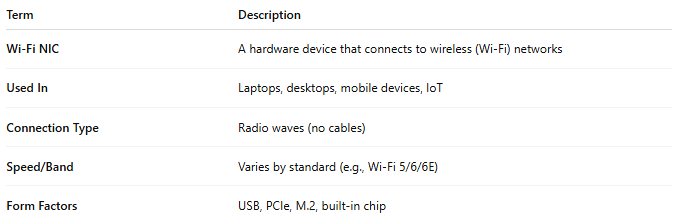 Term Description
Wi-Fi NIC A hardware device that connects to wireless (Wi-Fi) networks
Used In Laptops, desktops, mobile devices, IoT
Connection Type Radio waves (no cables)
Speed/Band Varies by standard (e.g., Wi-Fi 5/6/6E)
Form Factors USB, PCIe, M.2, built-in chip